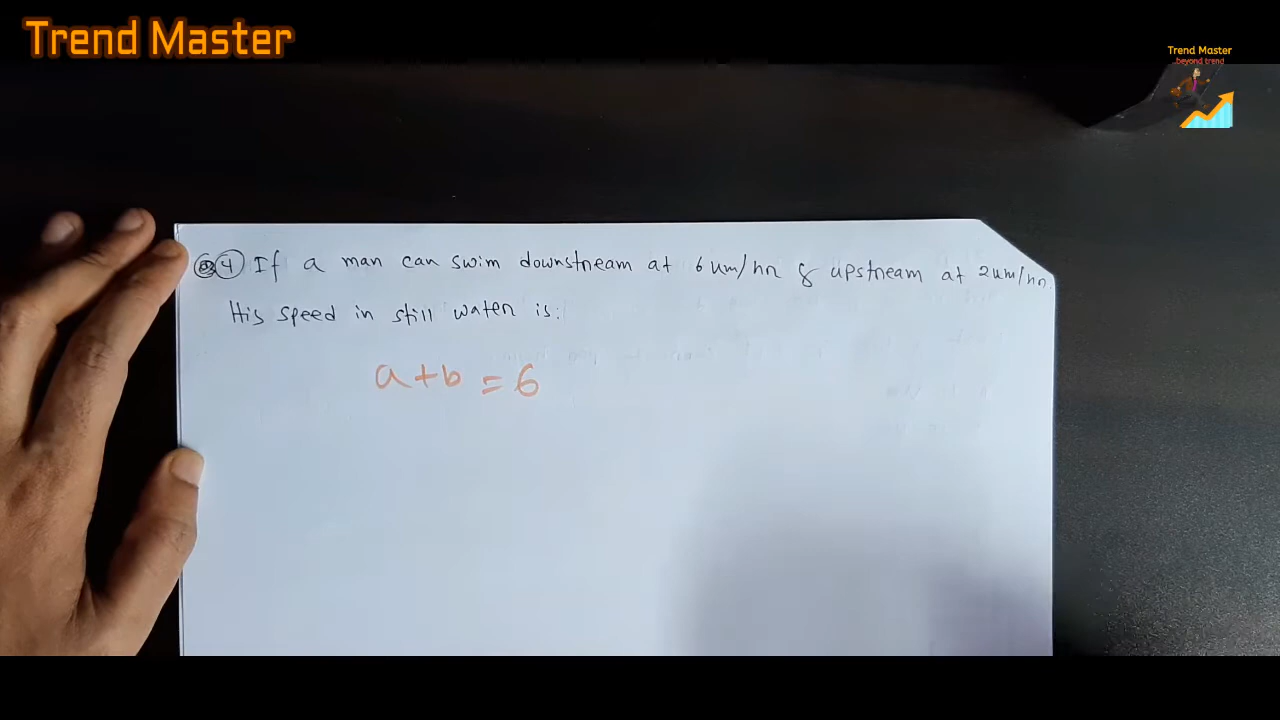 Trend Master
Trend Master
..beyond trend
4 If a man can swim downstream at 6 km/hr & upstream at 2 km/hr.
His speed in still water is:
a + b = 6